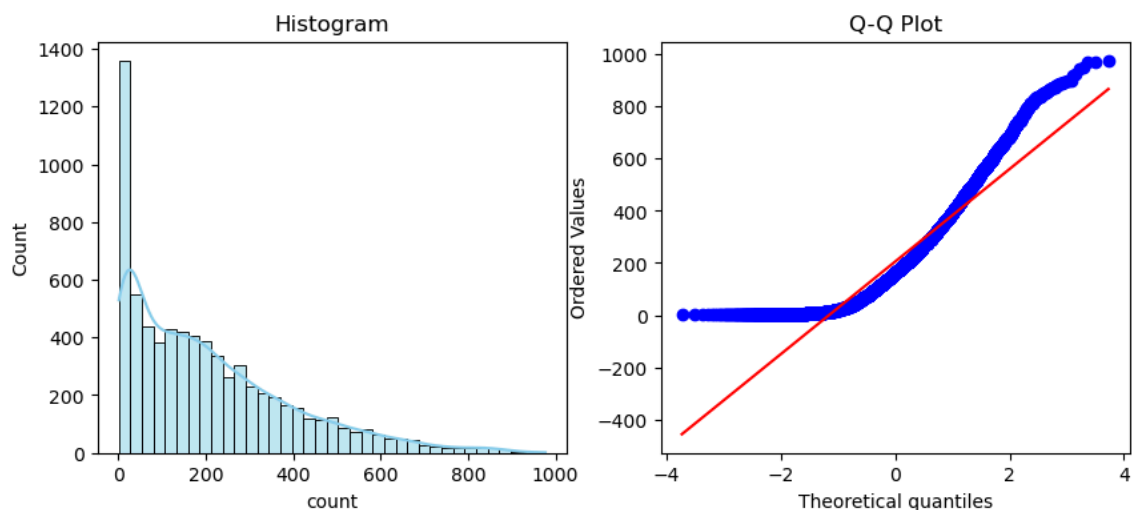 Histogram
Count
1400
1200
1000
800
600
400
200
0
0 200 400 600 800 1000
count
Q-Q Plot
Ordered Values
1000
800
600
400
200
0
−200
−400
−4 −2 0 2 4
Theoretical quantiles